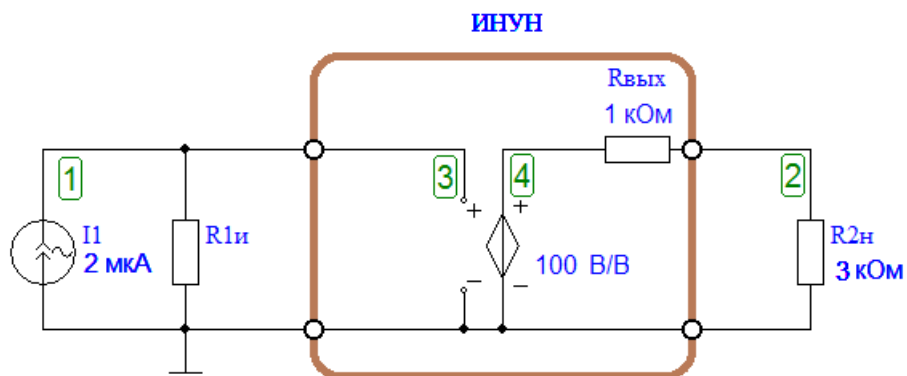 ИНУН
Rвых
1 кОм
1
3
4
2
+
+
I1
2 мкА
R1и
100 В/В
R2н
3 кОм
−
−